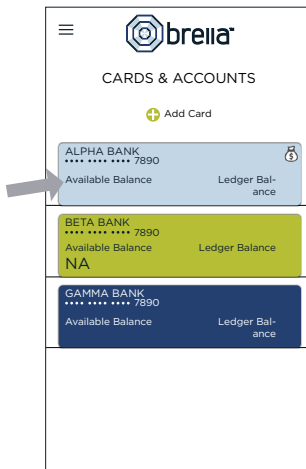 brella
CARDS & ACCOUNTS
Add Card
ALPHA BANK
•••• •••• •••• 7890
Available Balance Ledger Bal-
ance
BETA BANK
•••• •••• •••• 7890
Available Balance Ledger Balance
NA
GAMMA BANK
•••• •••• •••• 7890
Available Balance Ledger Bal-
ance